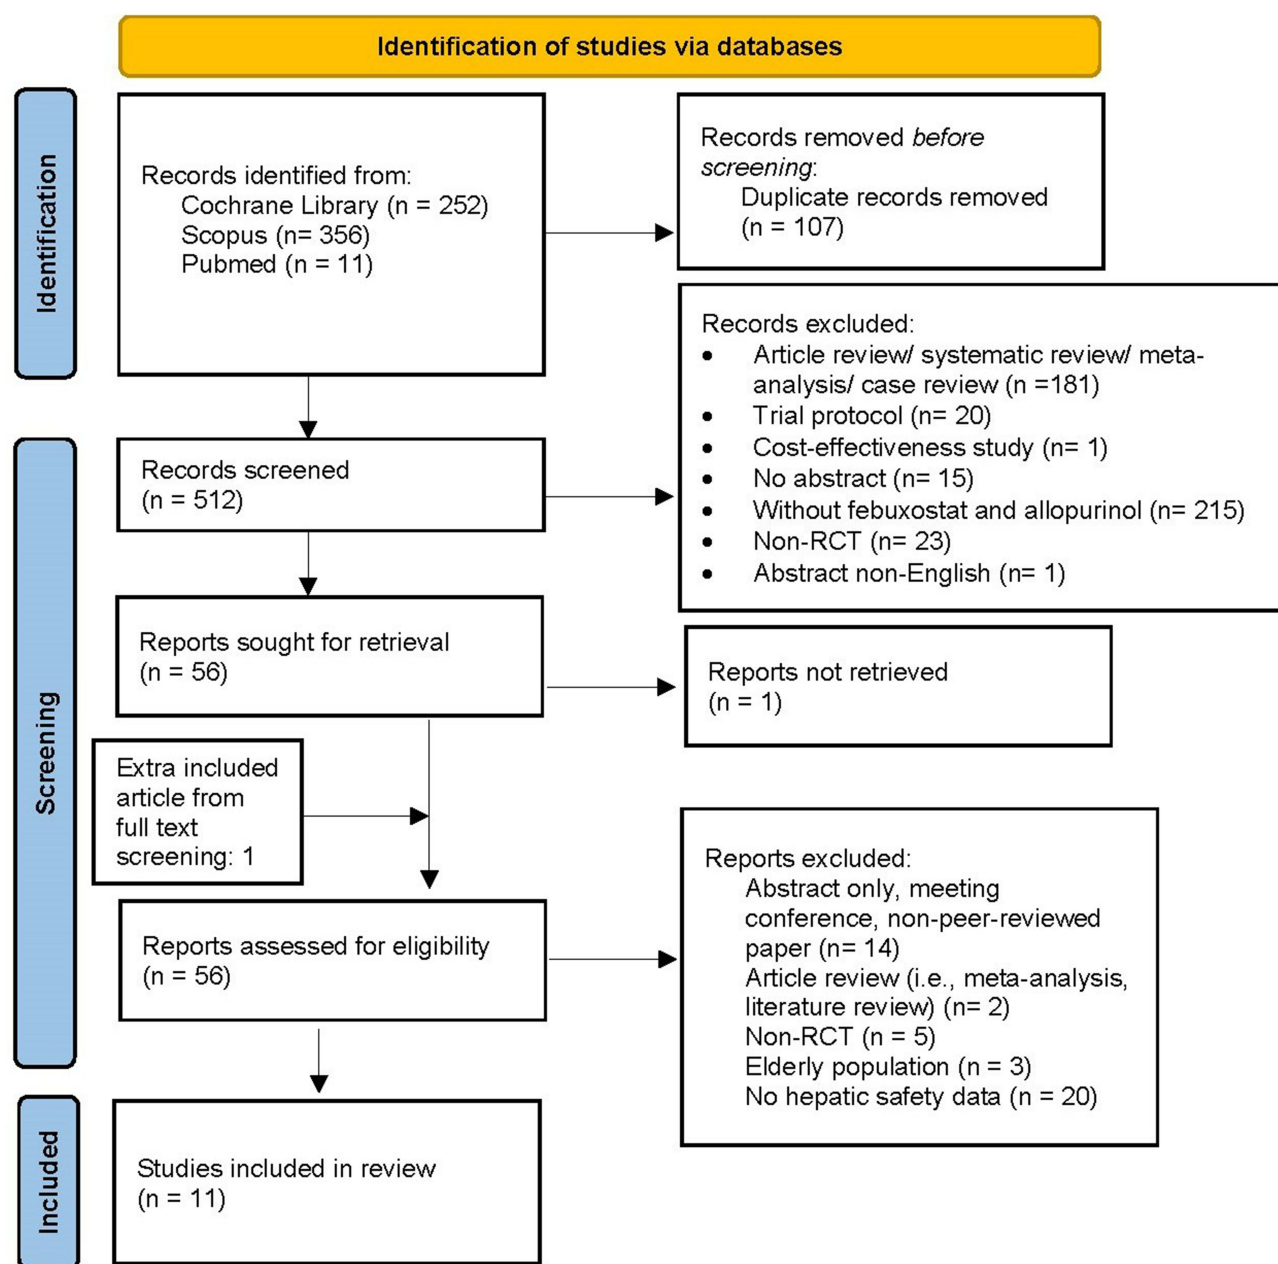 Identification of studies via databases
Identification
Records identified from:
Cochrane Library (n = 252)
Scopus (n= 356)
Pubmed (n = 11)
Records removed before
screening:
Duplicate records removed
(n = 107)
Records excluded:
• Article review/ systematic review/ meta-
analysis/ case review (n =181)
• Trial protocol (n= 20)
• Cost-effectiveness study (n= 1)
• No abstract (n= 15)
• Without febuxostat and allopurinol (n= 215)
• Non-RCT (n= 23)
• Abstract non-English (n= 1)
Screening
Records screened
(n = 512)
Reports sought for retrieval
(n = 56)
Reports not retrieved
(n = 1)
Extra included
article from
full text
screening: 1
Reports assessed for eligibility
(n = 56)
Reports excluded:
Abstract only, meeting
conference, non-peer-reviewed
paper (n= 14)
Article review (i.e., meta-analysis,
literature review) (n= 2)
Non-RCT (n = 5)
Elderly population (n = 3)
No hepatic safety data (n = 20)
Included
Studies included in review
(n = 11)